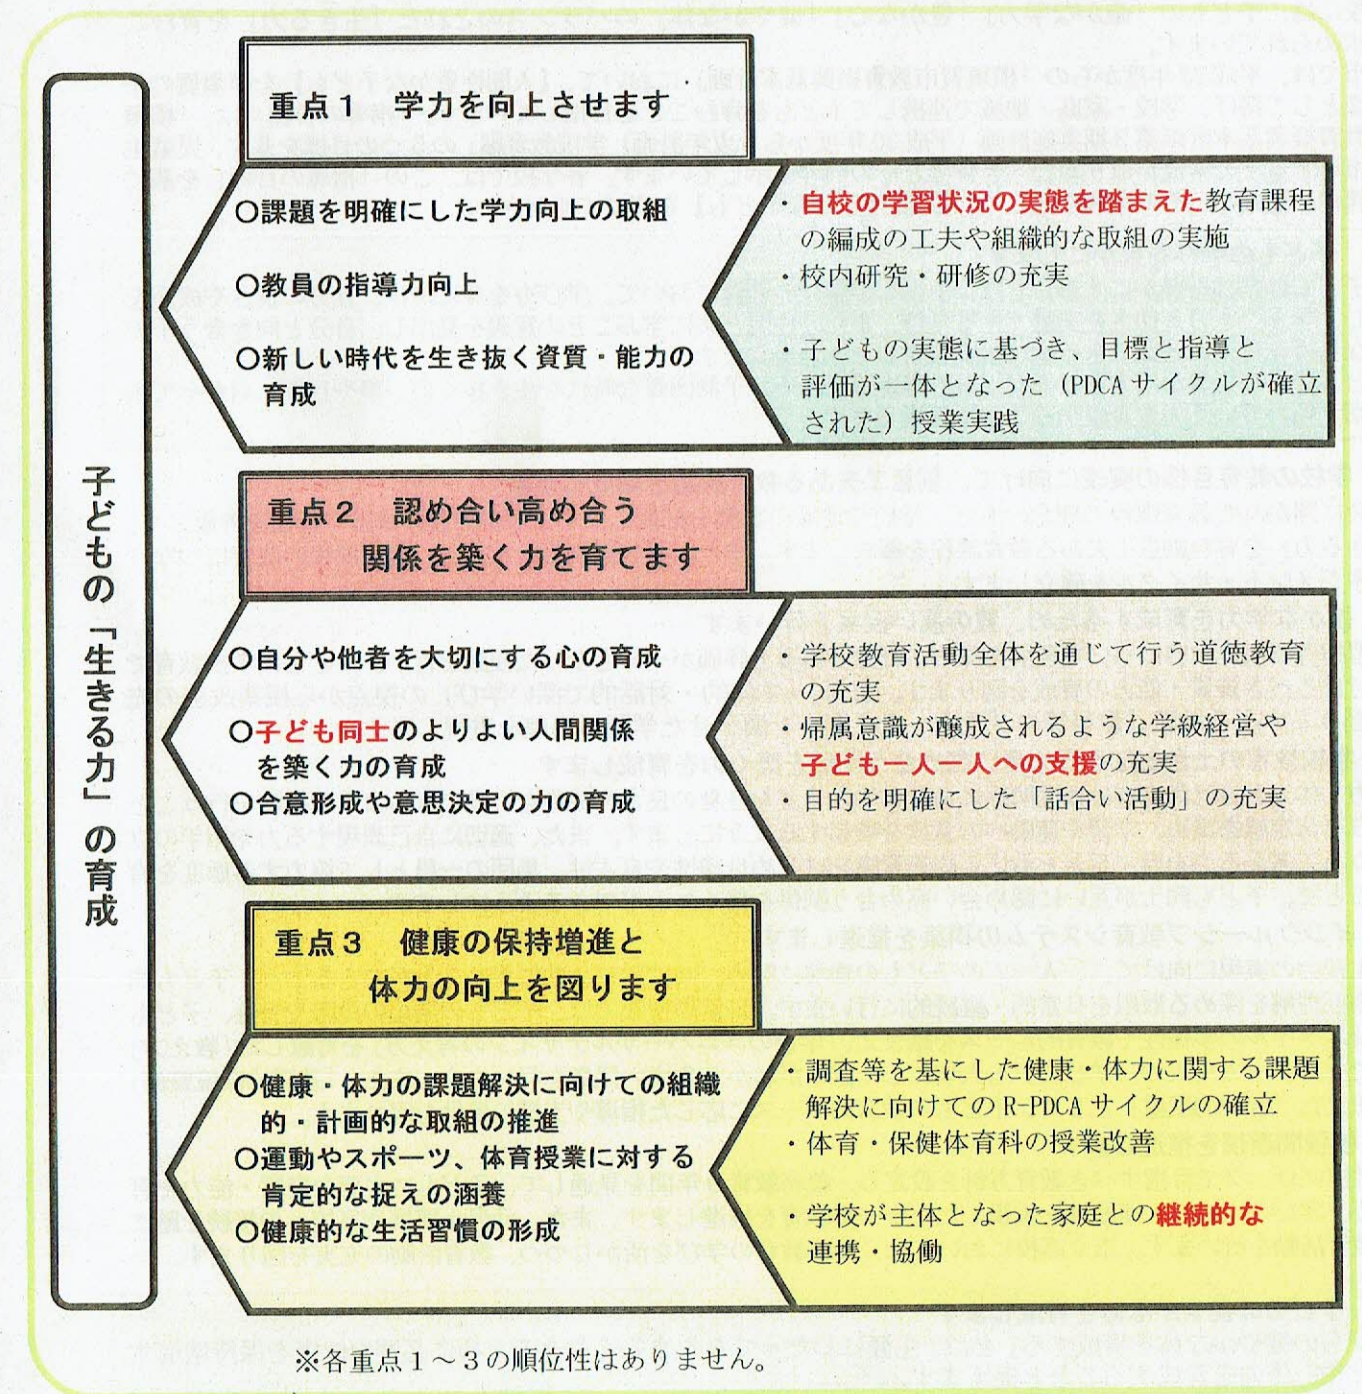 子どもの「生きる力」の育成
重点１　学力を向上させます
○課題を明確にした学力向上の取組
○教員の指導力向上
○新しい時代を生き抜く資質・能力の
育成
・自校の学習状況の実態を踏まえた教育課程
の編成の工夫や組織的な取組の実施
・校内研究・研修の充実
・子どもの実態に基づき、目標と指導と
評価が一体となった（PDCAサイクルが確立
された）授業実践
重点２　認め合い高め合う
関係を築く力を育てます
○自分や他者を大切にする心の育成
○子ども同士のよりよい人間関係
を築く力の育成
○合意形成や意思決定の力の育成
・学校教育活動全体を通じて行う道徳教育
の充実
・帰属意識が醸成されるような学級経営や
子ども一人一人への支援の充実
・目的を明確にした「話合い活動」の充実
重点３　健康の保持増進と
体力の向上を図ります
○健康・体力の課題解決に向けての組織
的・計画的な取組の推進
○運動やスポーツ、体育授業に対する
肯定的な捉えの涵養
○健康的な生活習慣の形成
・調査等を基にした健康・体力に関する課題
解決に向けてのR-PDCAサイクルの確立
・体育・保健体育科の授業改善
・学校が主体となった家庭との継続的な
連携・協働
※各重点１～３の順位性はありません。